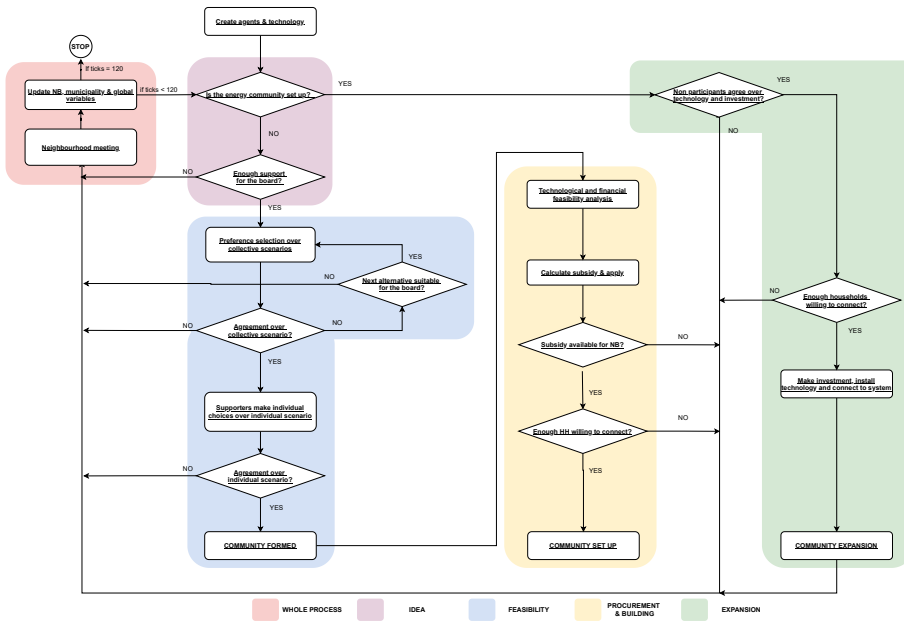 Create agents & technology
STOP
If ticks = 120
Update NB, municipality & global
variables
if ticks < 120
Neighbourhood meeting
Is the energy community set up?
YES
NO
Enough support
for the board?
NO
YES
Preference selection over
collective scenarios
YES
Next alternative suitable
for the board?
NO
Agreement over
collective scenario?
NO
NO
YES
Supporters make individual
choices over individual scenario
Agreement over
individual scenario?
NO
YES
COMMUNITY FORMED
Technological and financial
feasibility analysis
Calculate subsidy & apply
Subsidy available for NB?
NO
YES
Enough HH willing to connect?
NO
YES
COMMUNITY SET UP
Non participants agree over
technology and investment?
YES
NO
Enough households
willing to connect?
NO
YES
Make investment, install
technology and connect to system
COMMUNITY EXPANSION
WHOLE PROCESS
IDEA
FEASIBILITY
PROCUREMENT
& BUILDING
EXPANSION